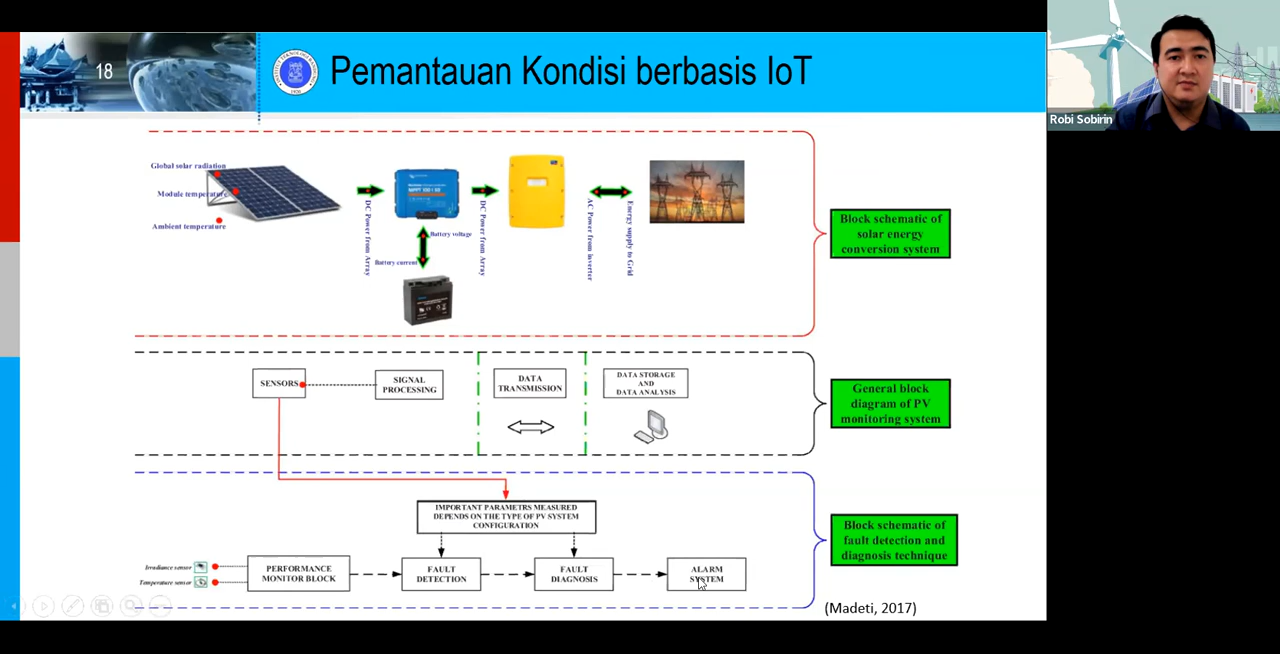 18
Pemantauan Kondisi berbasis IoT
Robi Sobirin
Global solar radiation
Module temperature
Ambient temperature
DC Power from Array
Battery voltage
Battery current
DC Power from Array
AC Power from inverter
Energy supply to Grid
Block schematic of
solar energy
conversion system
SENSORS
SIGNAL
PROCESSING
DATA
TRANSMISSION
DATA STORAGE
AND
DATA ANALYSIS
General block
diagram of PV
monitoring system
IMPORTANT PARAMETRS MEASURED
DEPENDS ON THE TYPE OF PV SYSTEM
CONFIGURATION
Irradiance sensor
Temperature sensor
PERFORMANCE
MONITOR BLOCK
FAULT
DETECTION
FAULT
DIAGNOSIS
ALARM
SYSTEM
Block schematic of
fault detection and
diagnosis technique
(Madeti, 2017)